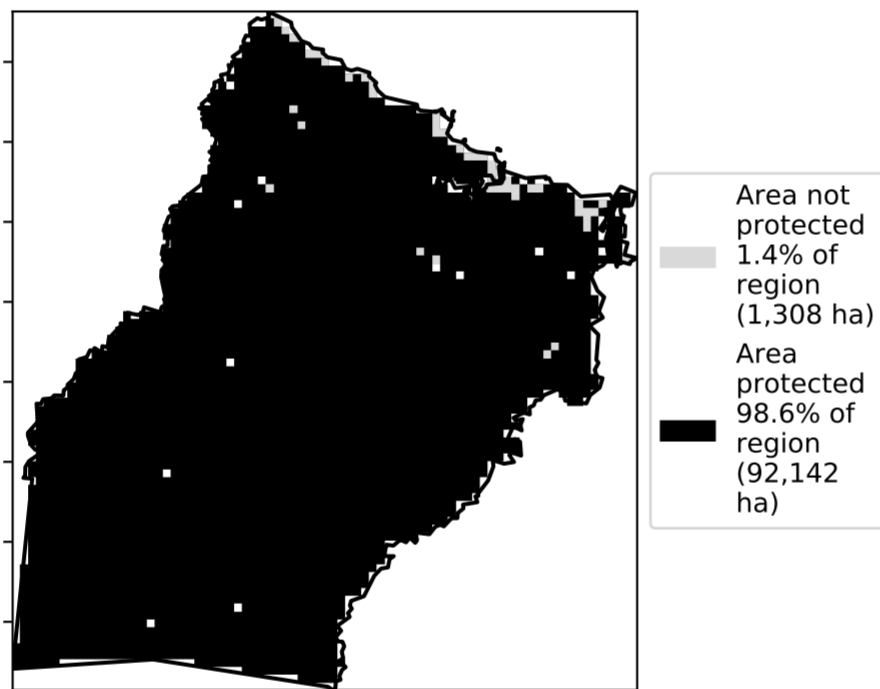 Area not
protected
1.4% of
region
(1,308 ha)
Area
protected
98.6% of
region
(92,142
ha)